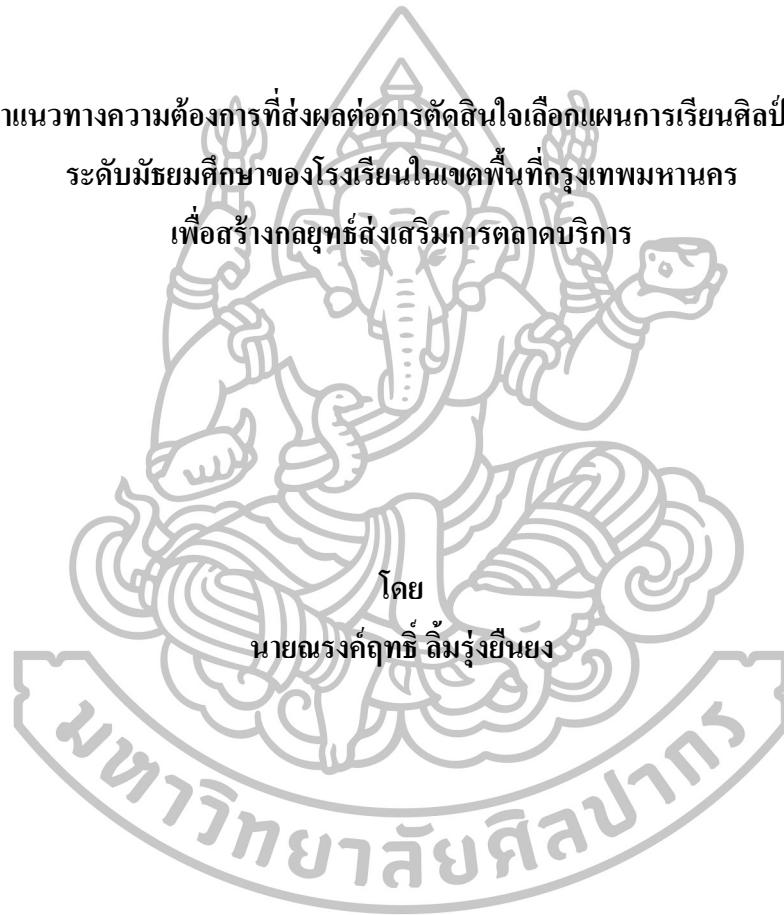 าแนวทางความต้องการที่ส่งผลต่อการตัดสินใจเลือกแผนการเรียนศิลป์
ระดับมัธยมศึกษาของโรงเรียนในเขตพื้นที่กรุงเทพมหานคร
เพื่อสร้างกลยุทธ์ส่งเสริมการตลาดบริการ
โดย
นายณรงค์ฤทธิ์ ลิ้มรุ่งยืนยง
มหาวิทยาลัยศิลปากร